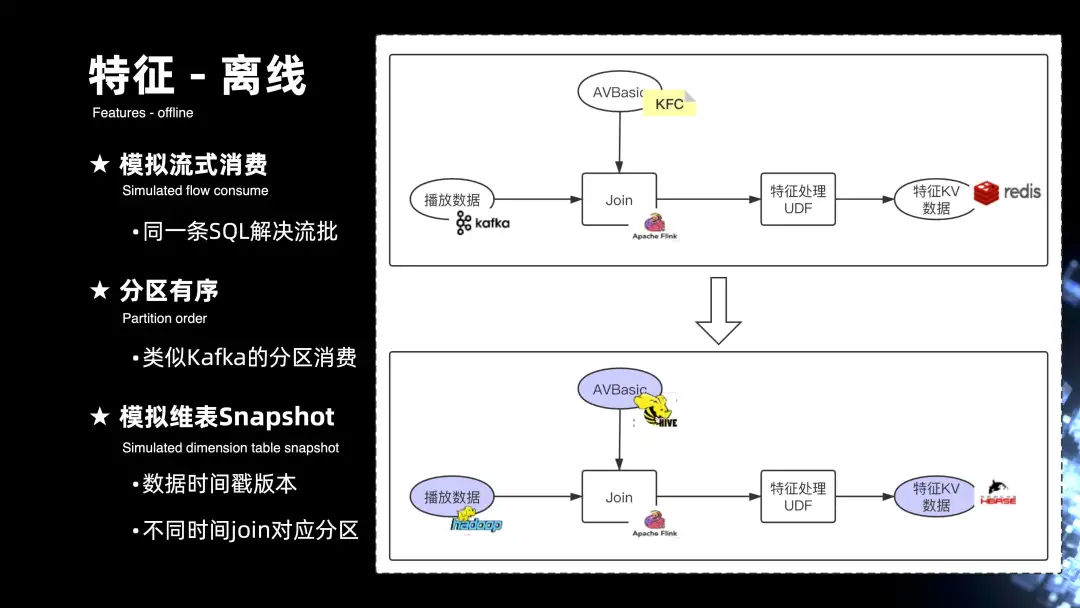 特征 - 离线
Features - offline
★ 模拟流式消费
Simulated flow consume
•同一条SQL解决流批
★ 分区有序
Partition order
•类似Kafka的分区消费
★ 模拟维表Snapshot
Simulated dimension table snapshot
•数据时间戳版本
•不同时间join对应分区
AVBasic
KFC
播放数据
kafka
Join
Apache Flink
特征处理
UDF
特征KV
数据
redis
AVBasic
HIVE
播放数据
hadoop
Join
Apache Flink
特征处理
UDF
特征KV
数据
HBASE